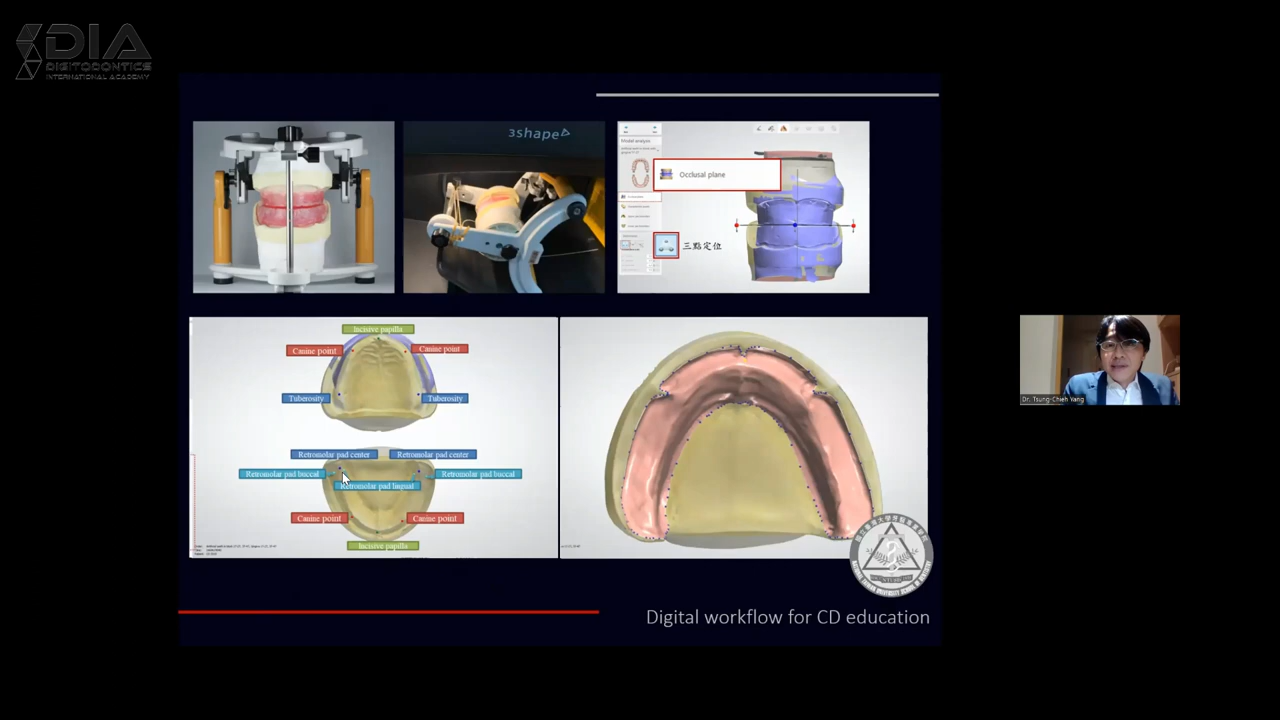 DIA
DIGITODONTICS
INTERNATIONAL ACADEMY
3shape
Model analysis
Occlusal plane
三點定位
Incisive papilla
Canine point
Canine point
Tuberosity
Tuberosity
Retromolar pad center
Retromolar pad center
Retromolar pad buccal
Retromolar pad buccal
Retromolar pad lingual
Canine point
Canine point
Incisive papilla
Dr. Tsung-Chieh Yang
Digital workflow for CD education